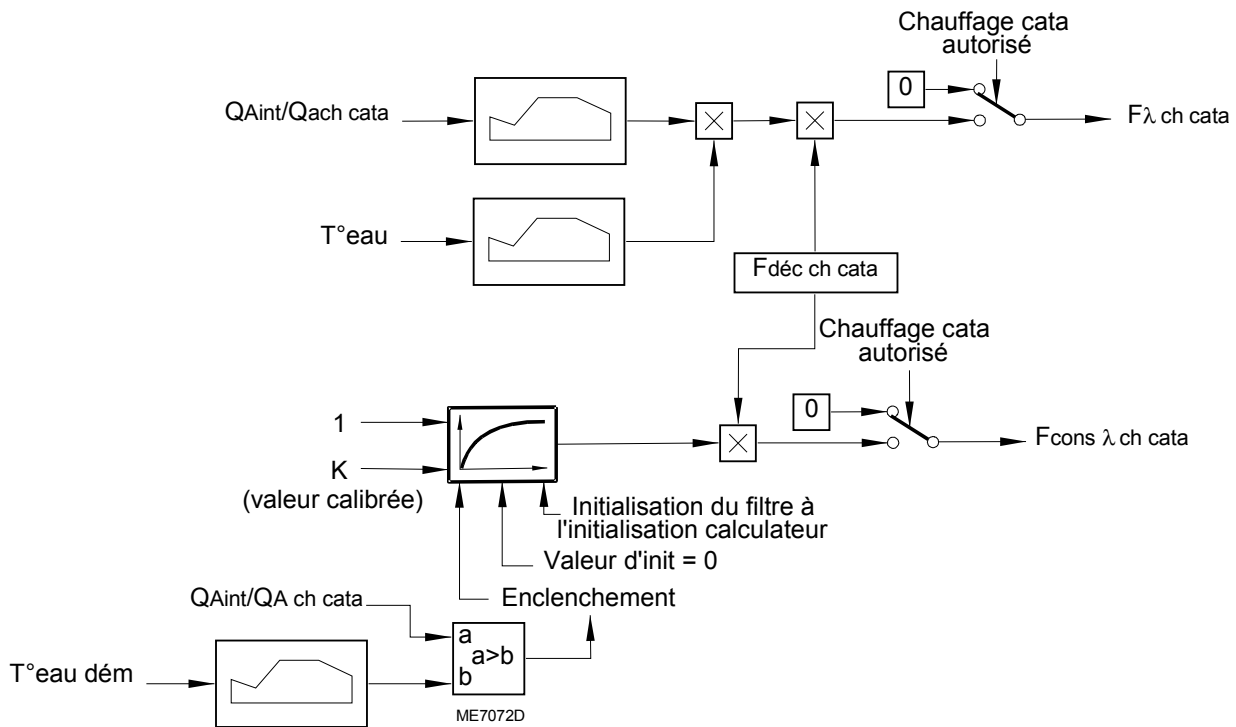 Chauffage cata
autorisé
0
QAint/Qach cata
Fλ ch cata
T°eau
Fdéc ch cata
Chauffage cata
autorisé
0
1
Fcons λ ch cata
K
(valeur calibrée)
Initialisation du filtre à
l'initialisation calculateur
Valeur d'init = 0
QAint/QA ch cata
Enclenchement
a
a>b
b
T°eau dém
ME7072D